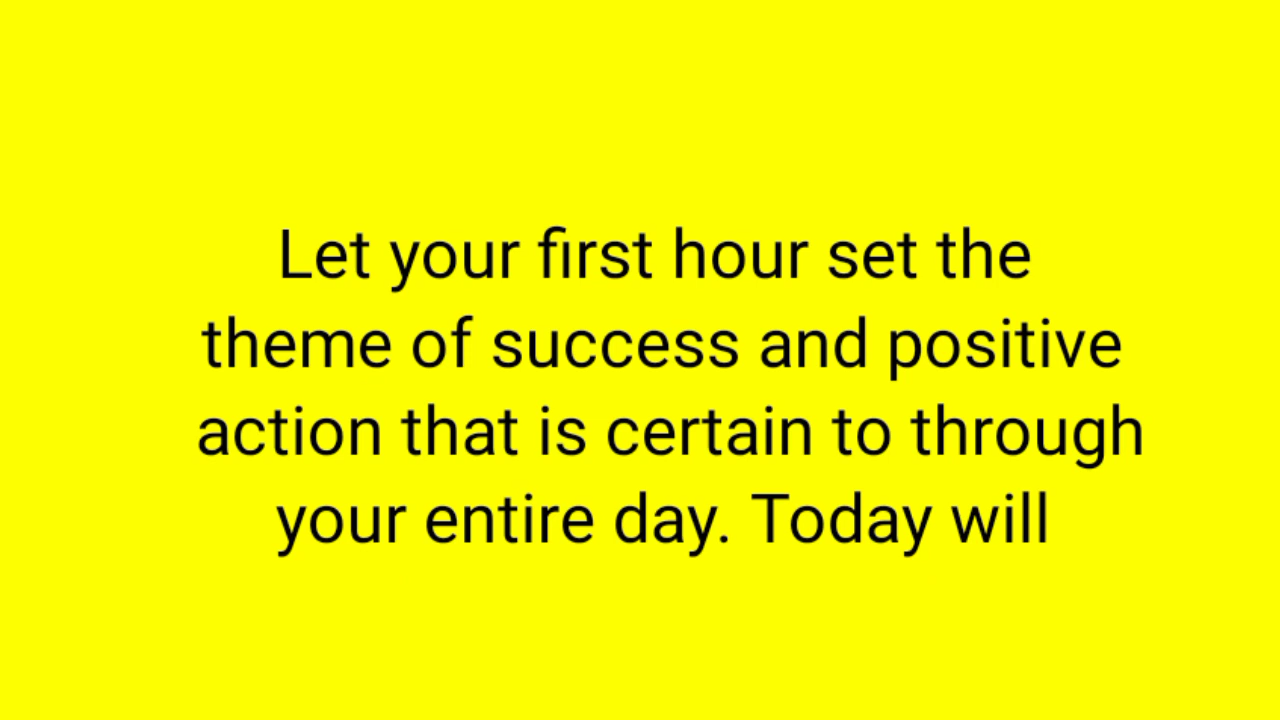 Let your first hour set the
theme of success and positive
action that is certain to through
your entire day. Today will